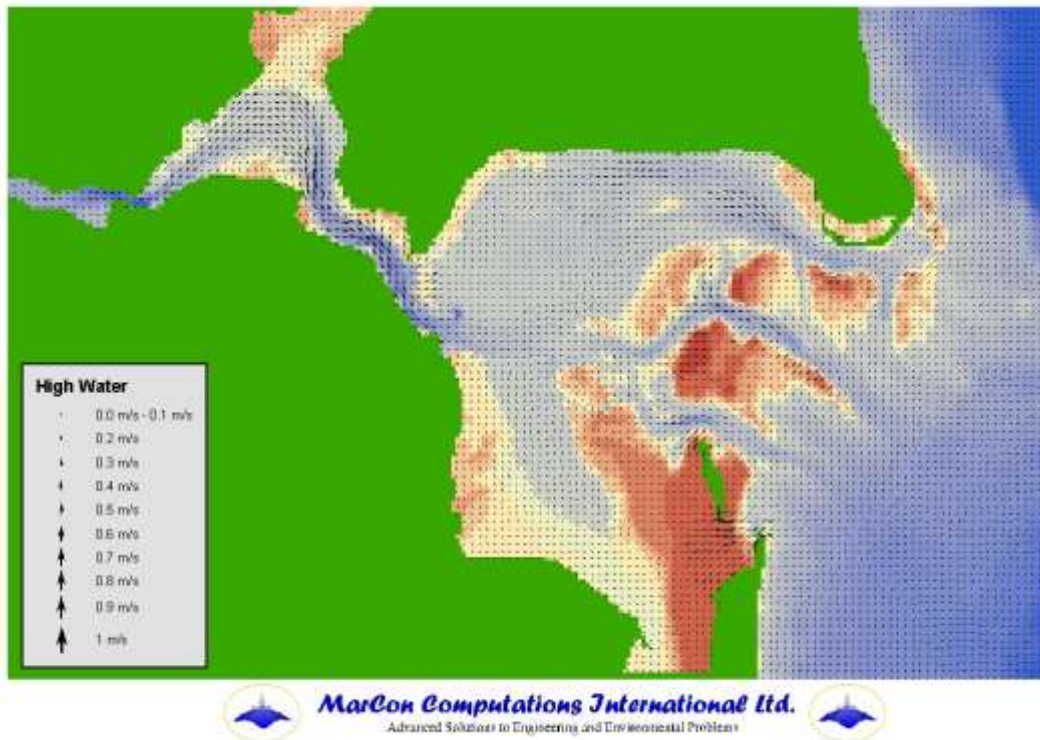 High Water
0.0 m/s - 0.1 m/s
0.2 m/s
0.3 m/s
0.4 m/s
0.5 m/s
0.6 m/s
0.7 m/s
0.8 m/s
0.9 m/s
1 m/s
MarCon Computations International Ltd.
Advanced Solutions to Engineering and Environmental Problems